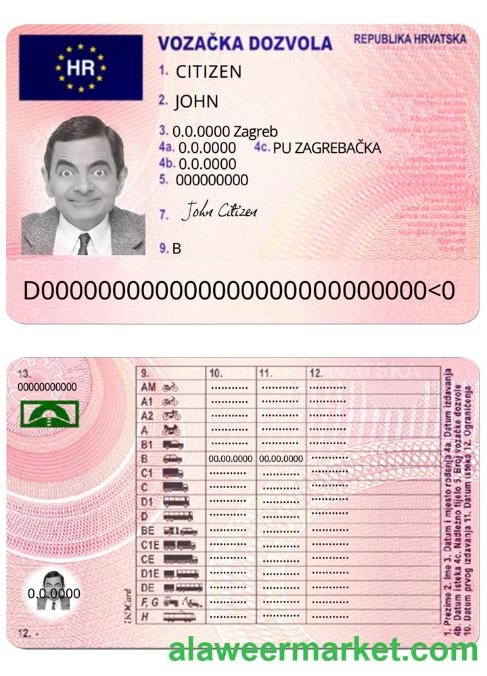 HR
VOZAČKA DOZVOLA
REPUBLIKA HRVATSKA
1. CITIZEN
2. JOHN
3. 0.0.0000 Zagreb
4a. 0.0.0000 4c. PU ZAGREBAČKA
4b. 0.0.0000
5. 000000000
7. John Citizen
9. B
D0000000000000000000000000000<0
13.
00000000000
9. 10. 11. 12.
HRVATSKA
AM
A1
A2
A
B1
B 00.00.0000 00.00.0000
C1
C
D1
D
BE
C1E
CE
D1E
DE
F, G
H
0.0.0000
12. -
1. Prezime 2. Ime 3. Datum i mjesto rođenja 4a. Datum izdavanja
4b. Datum isteka 4c. Nadležno tijelo 5. Broj vozačke dozvole
10. Datum prvog izdavanja 11. Datum isteka 12. Ograničenja
alaweermarket.com